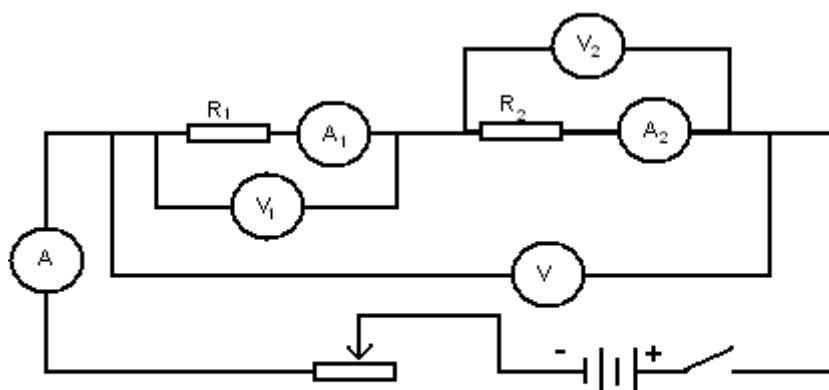 V₂
R₁
A₁
R₂
A₂
V₁
A
V
- +